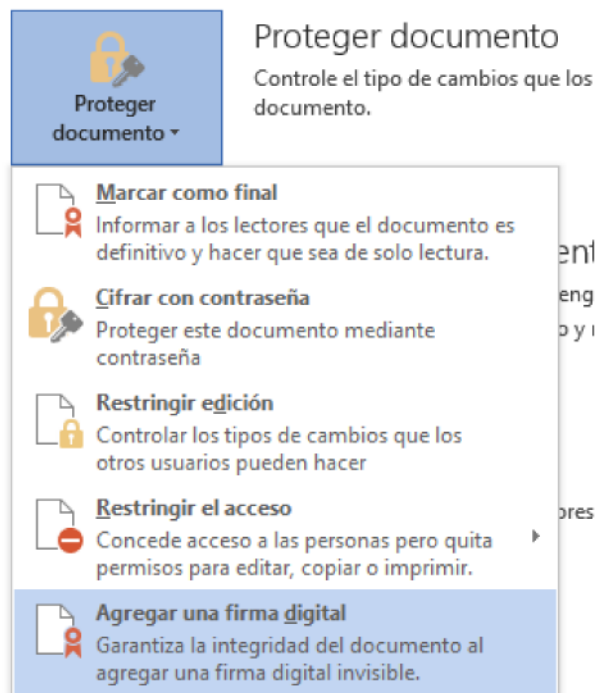 Proteger documento
Proteger documento
Controle el tipo de cambios que los
documento.
Marcar como final
Informar a los lectores que el documento es
definitivo y hacer que sea de solo lectura.
Cifrar con contraseña
Proteger este documento mediante
contraseña
Restringir edición
Controlar los tipos de cambios que los
otros usuarios pueden hacer
Restringir el acceso
Concede acceso a las personas pero quita
permisos para editar, copiar o imprimir.
Agregar una firma digital
Garantiza la integridad del documento al
agregar una firma digital invisible.